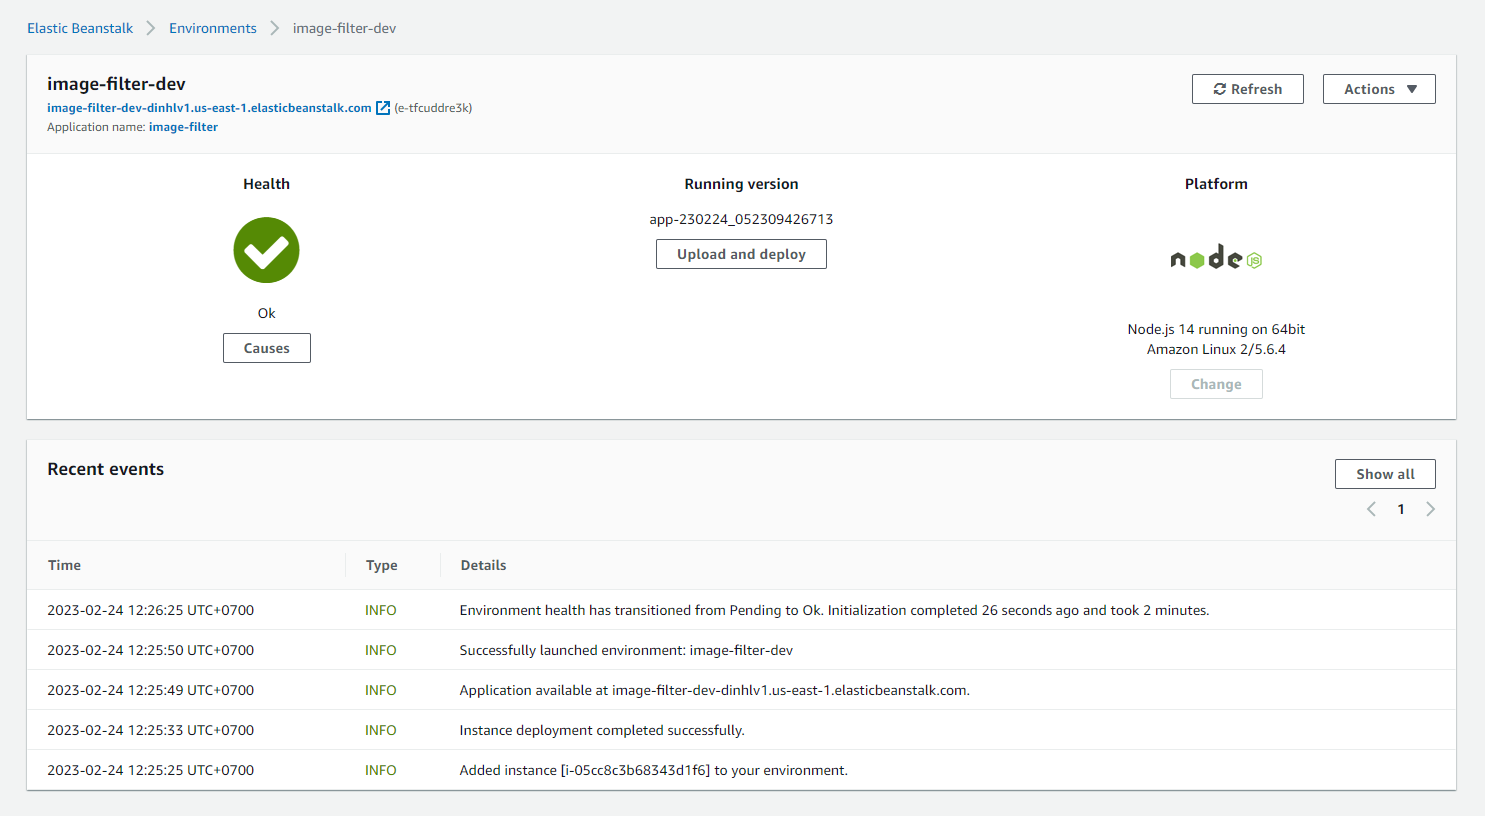 Elastic Beanstalk > Environments > image-filter-dev
image-filter-dev
image-filter-dev-dinhlv1.us-east-1.elasticbeanstalk.com (e-tfcuddre3k)
Application name: image-filter
Refresh
Actions
Health
Ok
Causes
Running version
app-230224_052309426713
Upload and deploy
Platform
node JS
Node.js 14 running on 64bit
Amazon Linux 2/5.6.4
Change
Recent events
Show all
1
Time Type Details
2023-02-24 12:26:25 UTC+0700 INFO Environment health has transitioned from Pending to Ok. Initialization completed 26 seconds ago and took 2 minutes.
2023-02-24 12:25:50 UTC+0700 INFO Successfully launched environment: image-filter-dev
2023-02-24 12:25:49 UTC+0700 INFO Application available at image-filter-dev-dinhlv1.us-east-1.elasticbeanstalk.com.
2023-02-24 12:25:33 UTC+0700 INFO Instance deployment completed successfully.
2023-02-24 12:25:25 UTC+0700 INFO Added instance [i-05cc8c3b68343d1f6] to your environment.